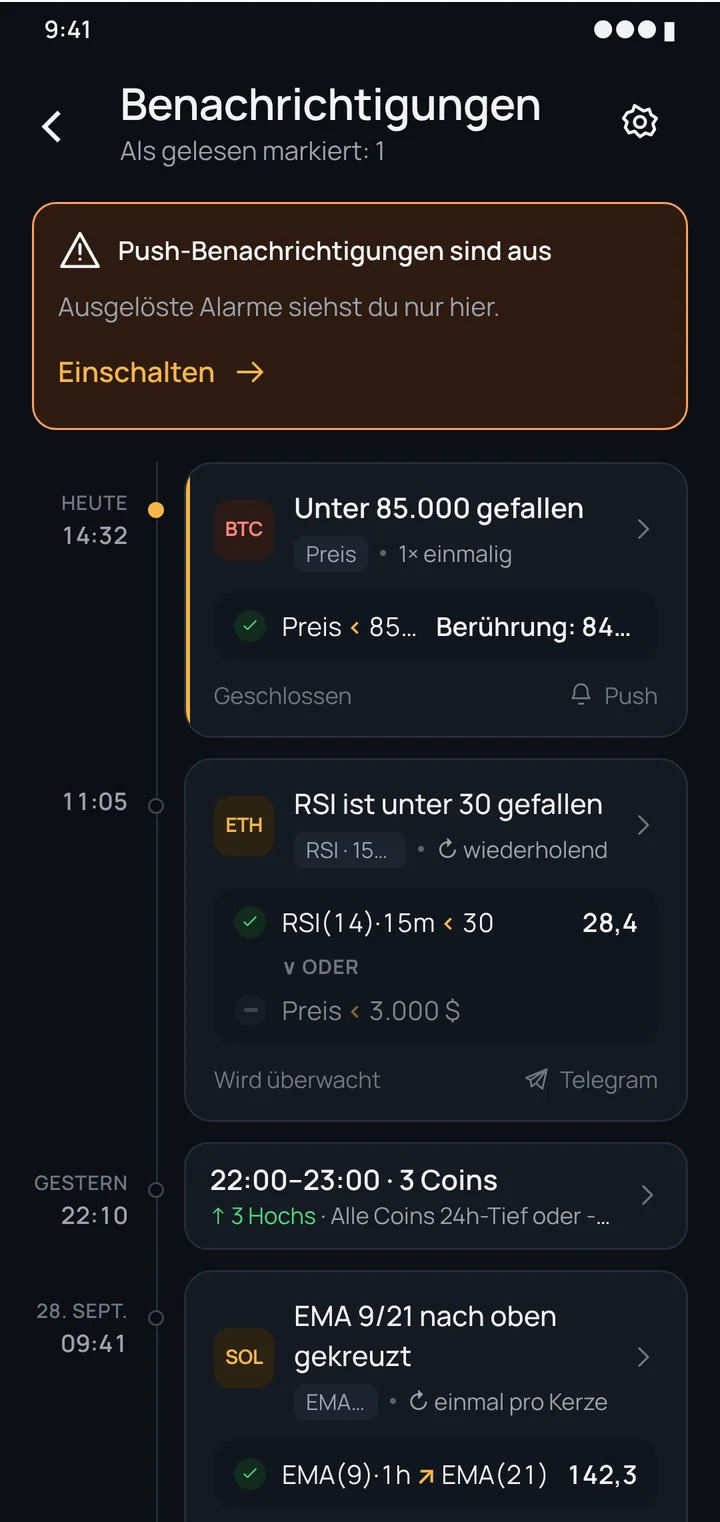 9:41
Benachrichtigungen
Als gelesen markiert: 1
Push-Benachrichtigungen sind aus
Ausgelöste Alarme siehst du nur hier.
Einschalten →
HEUTE
14:32
BTC
Unter 85.000 gefallen
Preis • 1× einmalig
Preis < 85… Berührung: 84…
Geschlossen Push
11:05
ETH
RSI ist unter 30 gefallen
RSI · 15… • ↻ wiederholend
RSI(14)·15m < 30 28,4
∨ ODER
Preis < 3.000 $
Wird überwacht Telegram
GESTERN
22:10
22:00–23:00 · 3 Coins
↑ 3 Hochs · Alle Coins 24h-Tief oder -…
28. SEPT.
09:41
SOL
EMA 9/21 nach oben
gekreuzt
EMA… • ↻ einmal pro Kerze
EMA(9)·1h ↗ EMA(21) 142,3